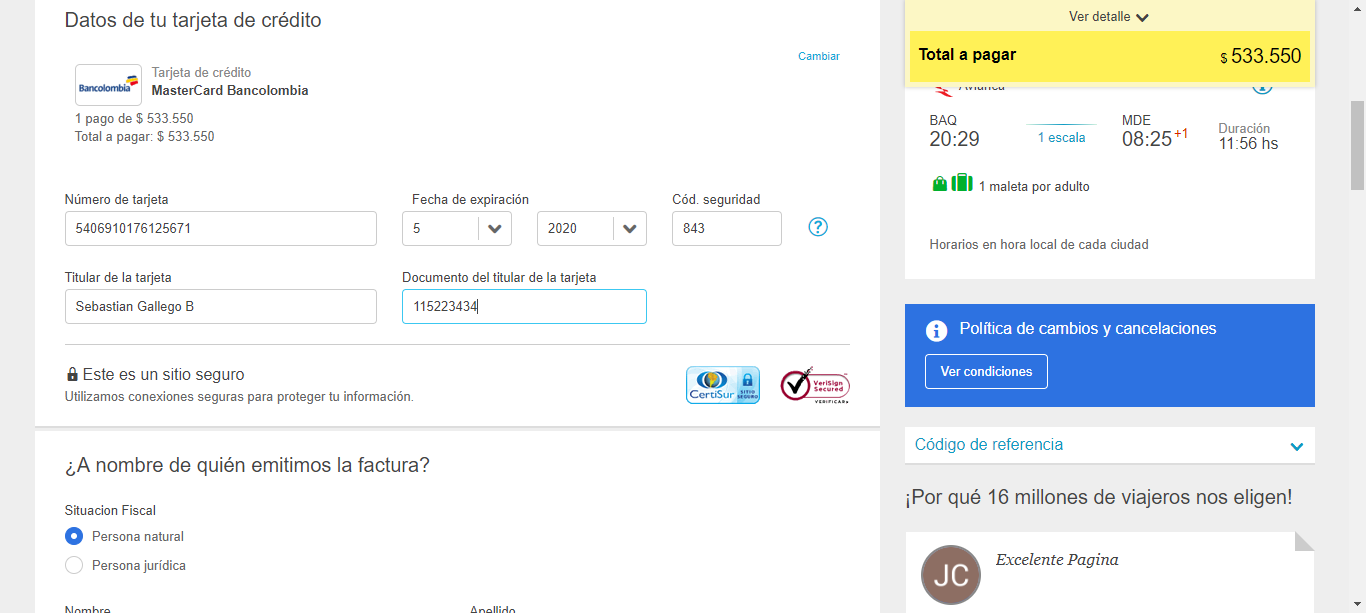 Datos de tu tarjeta de crédito
Cambiar
Bancolombia
Tarjeta de crédito
MasterCard Bancolombia
1 pago de $ 533.550
Total a pagar: $ 533.550
Número de tarjeta
Fecha de expiración
Cód. seguridad
5406910176125671
5
2020
843
?
Titular de la tarjeta
Documento del titular de la tarjeta
Sebastian Gallego B
115223434
Este es un sitio seguro
Utilizamos conexiones seguras para proteger tu información.
CertiSur
SITIO
SEGURO
VeriSign
Secured
VERIFICAR
¿A nombre de quién emitimos la factura?
Situacion Fiscal
Persona natural
Persona jurídica
Nombre
Apellido
Ver detalle
Total a pagar
$ 533.550
Avianca
BAQ
20:29
1 escala
MDE
08:25 +1
Duración
11:56 hs
1 maleta por adulto
Horarios en hora local de cada ciudad
Política de cambios y cancelaciones
Ver condiciones
Código de referencia
¡Por qué 16 millones de viajeros nos eligen!
JC
Excelente Pagina